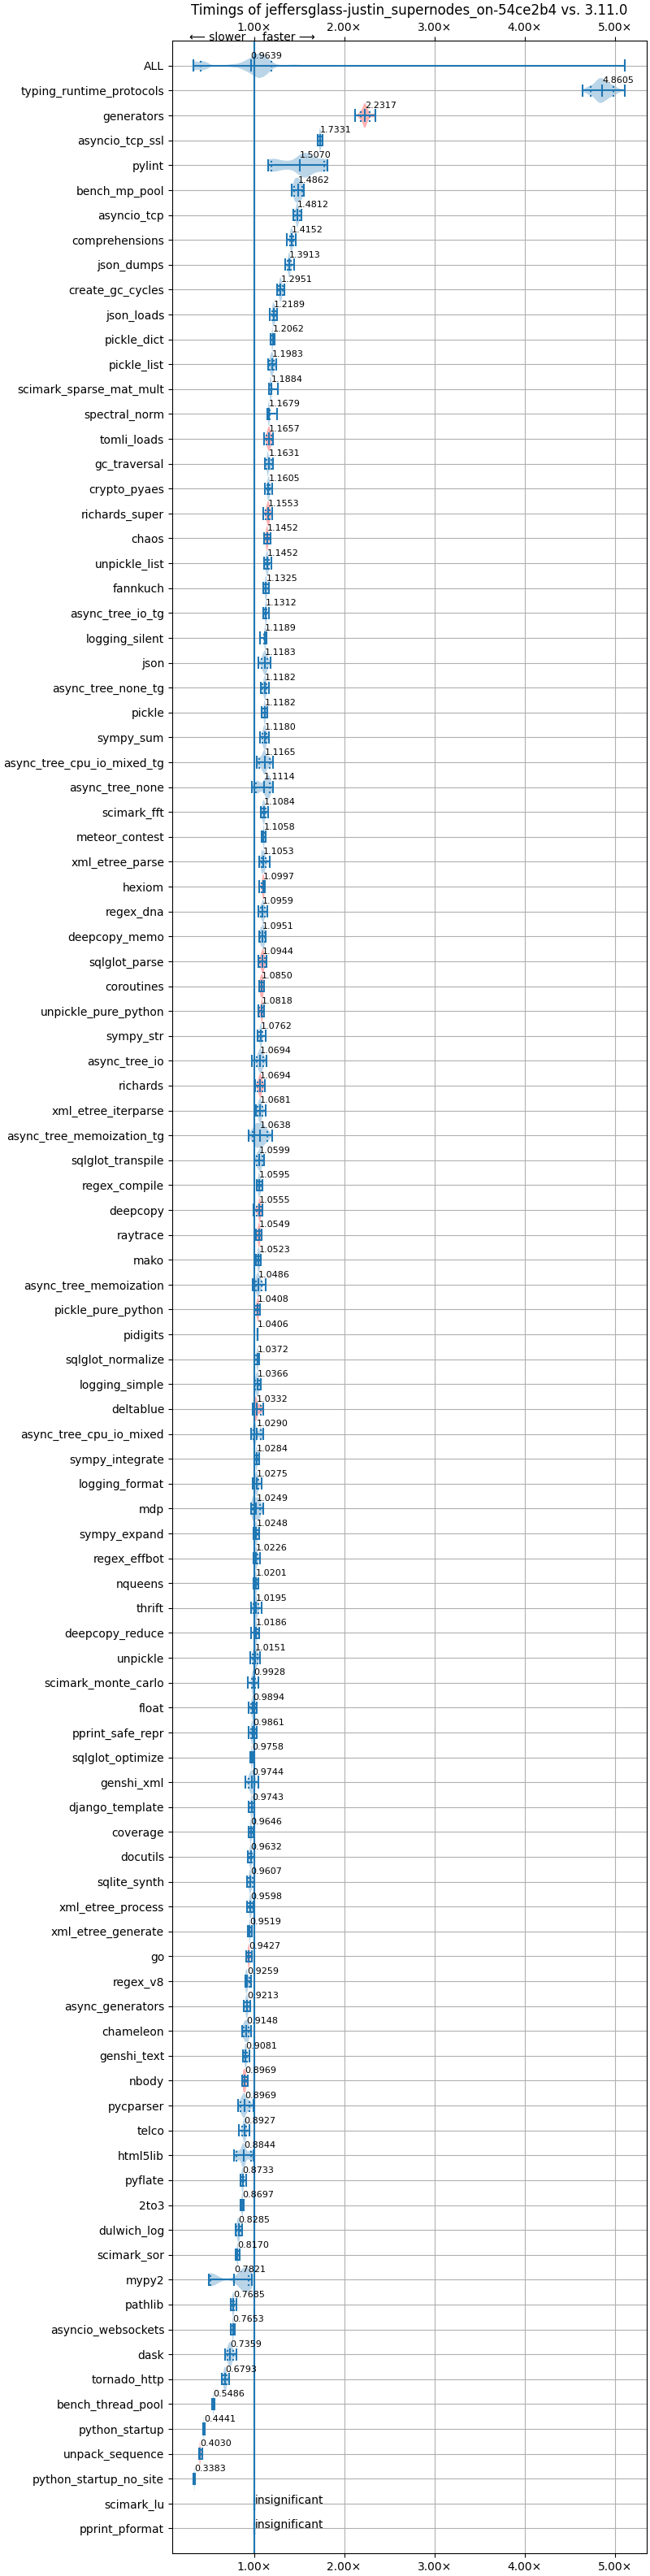 Timings of jeffersglass-justin_supernodes_on-54ce2b4 vs. 3.11.0
1.00× 2.00× 3.00× 4.00× 5.00×
⟵ slower faster ⟶
ALL 0.9639
typing_runtime_protocols 4.8605
generators 2.2317
asyncio_tcp_ssl 1.7331
pylint 1.5070
bench_mp_pool 1.4862
asyncio_tcp 1.4812
comprehensions 1.4152
json_dumps 1.3913
create_gc_cycles 1.2951
json_loads 1.2189
pickle_dict 1.2062
pickle_list 1.1983
scimark_sparse_mat_mult 1.1884
spectral_norm 1.1679
tomli_loads 1.1657
gc_traversal 1.1631
crypto_pyaes 1.1605
richards_super 1.1553
chaos 1.1452
unpickle_list 1.1452
fannkuch 1.1325
async_tree_io_tg 1.1312
logging_silent 1.1189
json 1.1183
async_tree_none_tg 1.1182
pickle 1.1182
sympy_sum 1.1180
async_tree_cpu_io_mixed_tg 1.1165
async_tree_none 1.1114
scimark_fft 1.1084
meteor_contest 1.1058
xml_etree_parse 1.1053
hexiom 1.0997
regex_dna 1.0959
deepcopy_memo 1.0951
sqlglot_parse 1.0944
coroutines 1.0850
unpickle_pure_python 1.0818
sympy_str 1.0762
async_tree_io 1.0694
richards 1.0694
xml_etree_iterparse 1.0681
async_tree_memoization_tg 1.0638
sqlglot_transpile 1.0599
regex_compile 1.0595
deepcopy 1.0555
raytrace 1.0549
mako 1.0523
async_tree_memoization 1.0486
pickle_pure_python 1.0408
pidigits 1.0406
sqlglot_normalize 1.0372
logging_simple 1.0366
deltablue 1.0332
async_tree_cpu_io_mixed 1.0290
sympy_integrate 1.0284
logging_format 1.0275
mdp 1.0249
sympy_expand 1.0248
regex_effbot 1.0226
nqueens 1.0201
thrift 1.0195
deepcopy_reduce 1.0186
unpickle 1.0151
scimark_monte_carlo 0.9928
float 0.9894
pprint_safe_repr 0.9861
sqlglot_optimize 0.9758
genshi_xml 0.9744
django_template 0.9743
coverage 0.9646
docutils 0.9632
sqlite_synth 0.9607
xml_etree_process 0.9598
xml_etree_generate 0.9519
go 0.9427
regex_v8 0.9259
async_generators 0.9213
chameleon 0.9148
genshi_text 0.9081
nbody 0.8969
pycparser 0.8969
telco 0.8927
html5lib 0.8844
pyflate 0.8733
2to3 0.8697
dulwich_log 0.8285
scimark_sor 0.8170
mypy2 0.7821
pathlib 0.7685
asyncio_websockets 0.7653
dask 0.7359
tornado_http 0.6793
bench_thread_pool 0.5486
python_startup 0.4441
unpack_sequence 0.4030
python_startup_no_site 0.3383
scimark_lu insignificant
pprint_pformat insignificant
1.00× 2.00× 3.00× 4.00× 5.00×